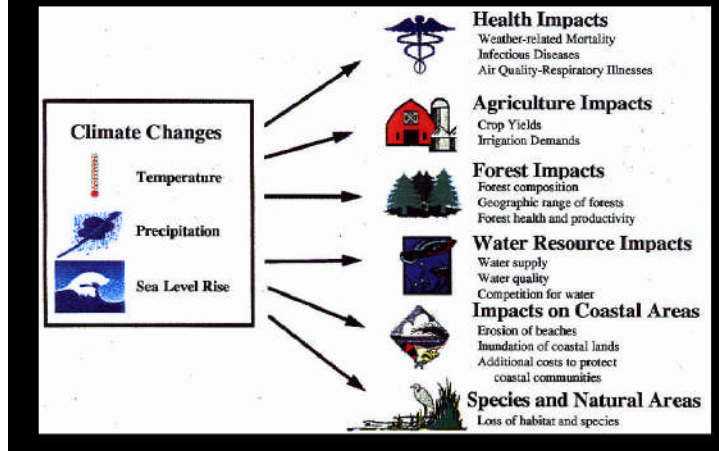 Climate Changes
Temperature
Precipitation
Sea Level Rise
Health Impacts
Weather-related Mortality
Infectious Diseases
Air Quality-Respiratory Illnesses
Agriculture Impacts
Crop Yields
Irrigation Demands
Forest Impacts
Forest composition
Geographic range of forests
Forest health and productivity
Water Resource Impacts
Water supply
Water quality
Competition for water
Impacts on Coastal Areas
Erosion of beaches
Inundation of coastal lands
Additional costs to protect
coastal communities
Species and Natural Areas
Loss of habitat and species